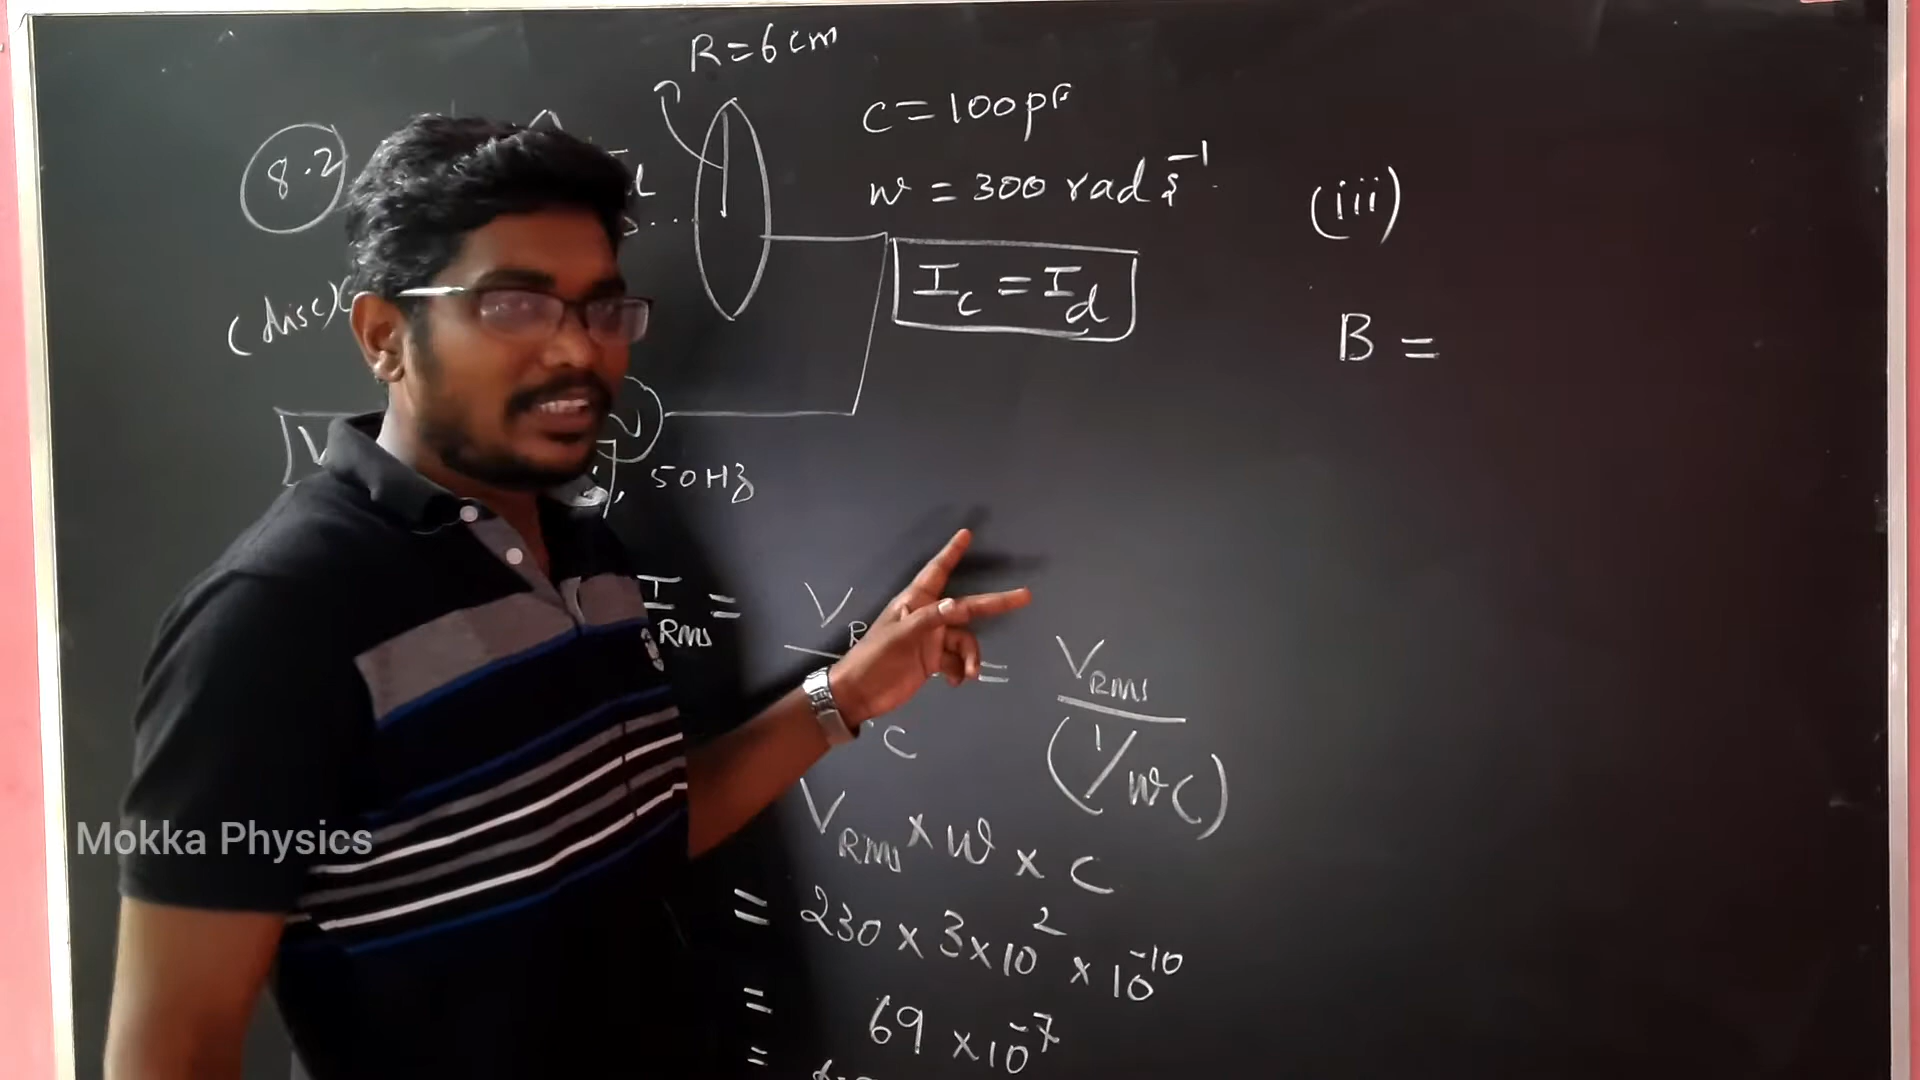 R=6cm
8.2
C=100pF
w = 300 rad s⁻¹
(disc)
I_c = I_d
(iii)
B =
50Hz
I_RMS =
= V_RMS / (1/wC)
V_RMS × w × C
= 230 × 3×10² × 10⁻¹⁰
= 69 ×10⁻⁷
=
Mokka Physics